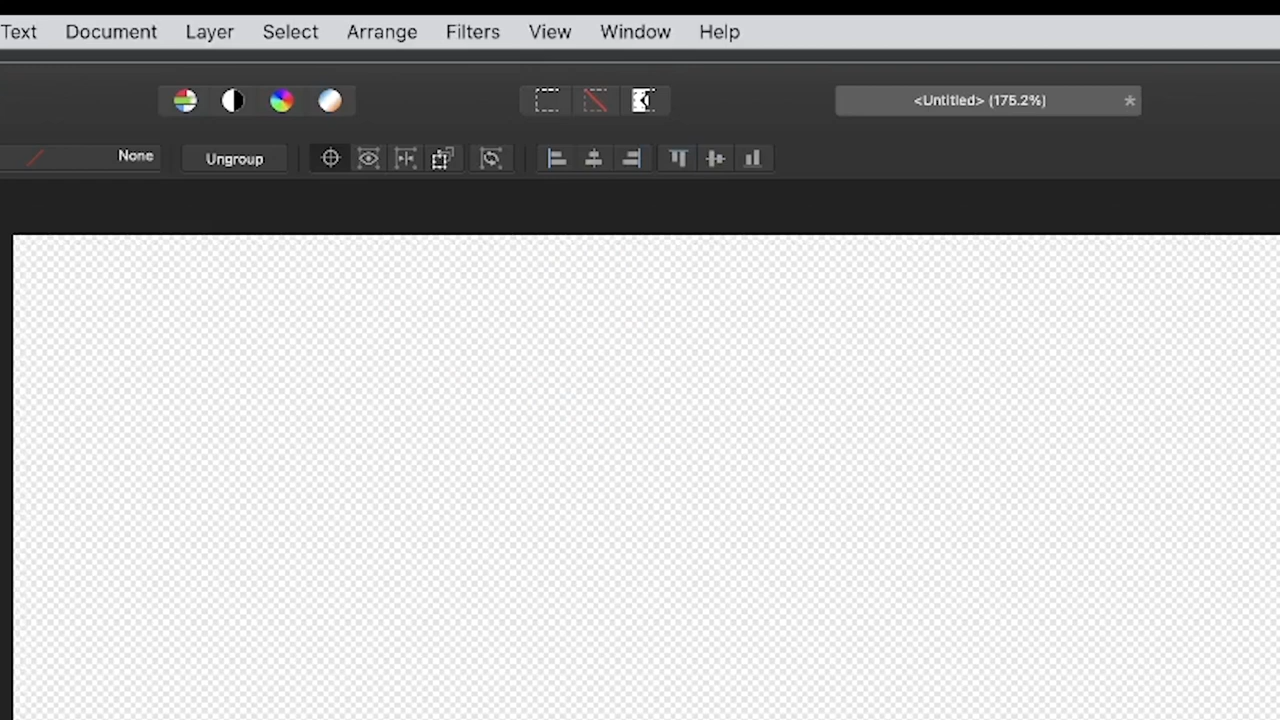 Text Document Layer Select Arrange Filters View Window Help
<Untitled> (175.2%) *
None Ungroup